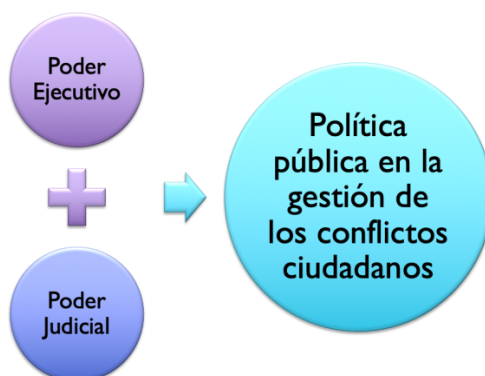 Poder
Ejecutivo
Poder
Judicial
Política
pública en la
gestión de
los conflictos
ciudadanos